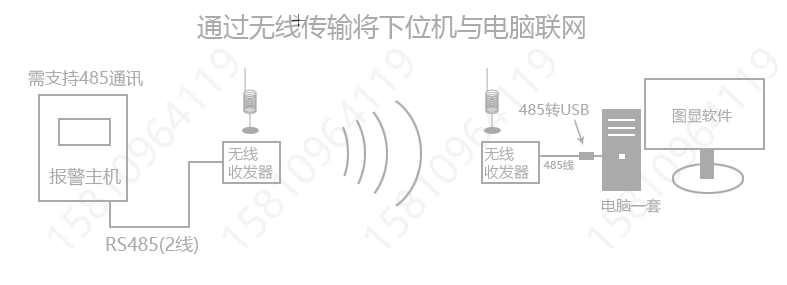 通过无线传输将下位机与电脑联网
需支持485通讯
报警主机
RS485(2线)
无线
收发器
无线
收发器
485转USB
485线
图显软件
电脑一套
15810964119
15810964119
15810964119
15810964119